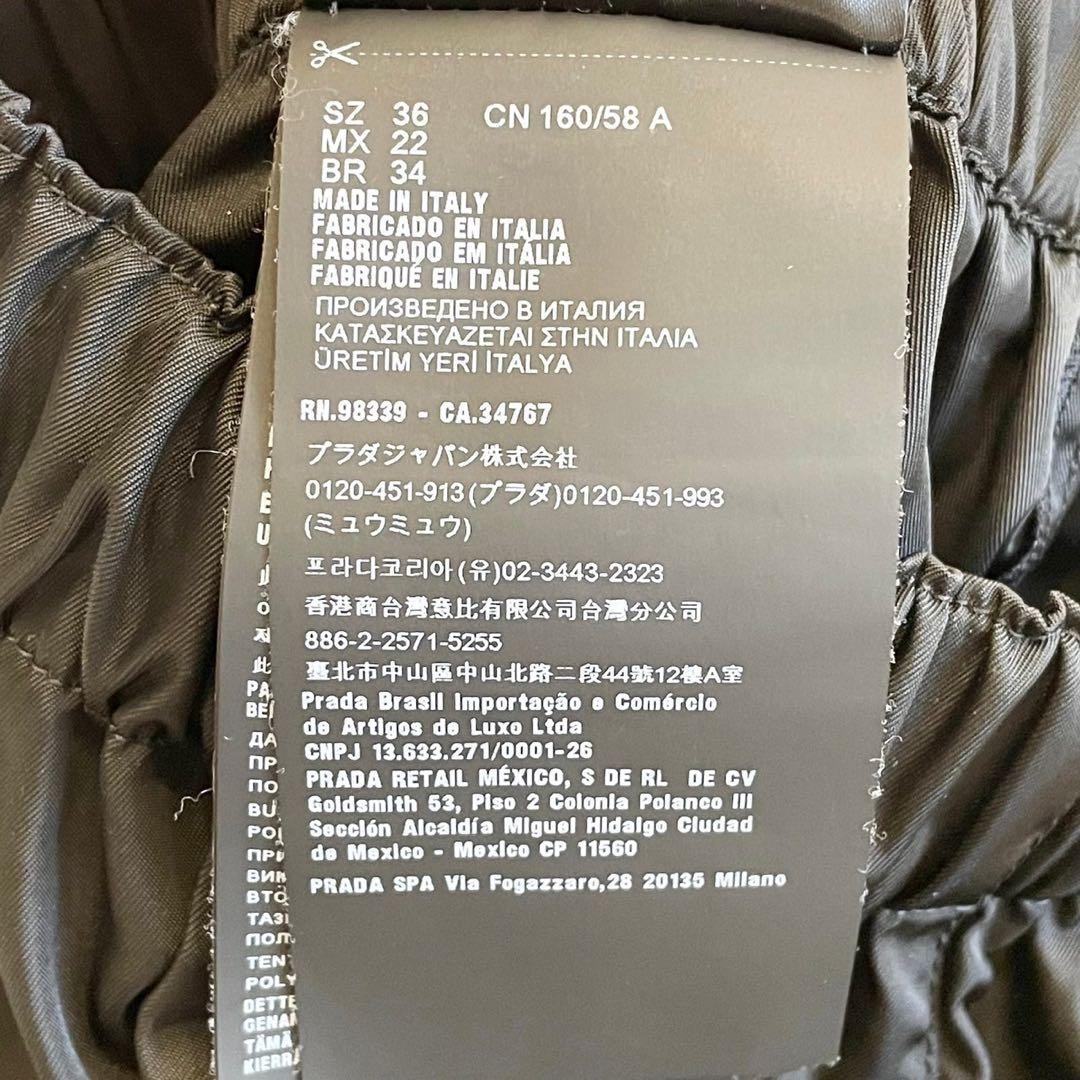 SZ 36 CN 160/58 A
MX 22
BR 34
MADE IN ITALY
FABRICADO EN ITALIA
FABRICADO EM ITÁLIA
FABRIQUÉ EN ITALIE
ПРОИЗВЕДЕНО В ИТАЛИЯ
ΚΑΤΑΣΚΕΥΑΖΕΤΑΙ ΣΤΗΝ ΙΤΑΛΙΑ
ÜRETİM YERİ İTALYA
RN.98339 - CA.34767
プラダジャパン株式会社
0120-451-913(プラダ)0120-451-993
(ミュウミュウ)
프라다코리아(유)02-3443-2323
香港商台灣意比有限公司台灣分公司
886-2-2571-5255
臺北市中山區中山北路二段44號12樓A室
Prada Brasil Importação e Comércio
de Artigos de Luxo Ltda
CNPJ 13.633.271/0001-26
PRADA RETAIL MÉXICO, S DE RL DE CV
Goldsmith 53, Piso 2 Colonia Polanco III
Sección Alcaldía Miguel Hidalgo Ciudad
de Mexico - Mexico CP 11560
PRADA SPA Via Fogazzaro,28 20135 Milano